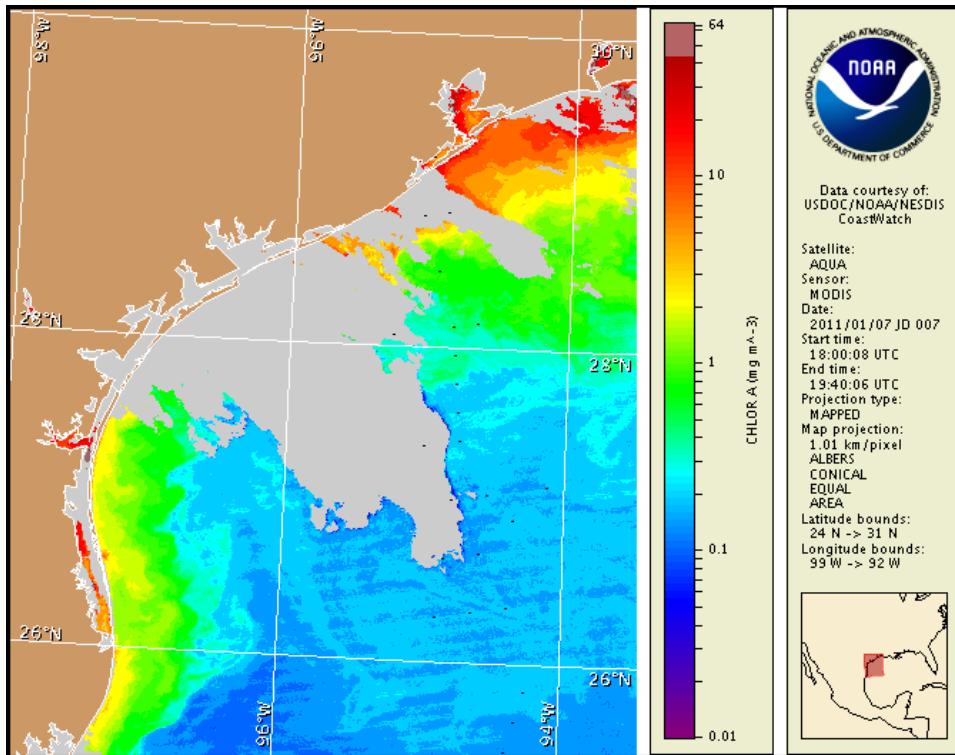 98°W
96°W
30°N
28°N
28°N
26°N
26°N
96°W
94°W
64
10
1
0.1
0.01
CHLOR A (mg m^-3)
NATIONAL OCEANIC AND ATMOSPHERIC ADMINISTRATION
NOAA
U.S. DEPARTMENT OF COMMERCE
Data courtesy of:
USDOC/NOAA/NESDIS
CoastWatch
Satellite:
AQUA
Sensor:
MODIS
Date:
2011/01/07 JD 007
Start time:
18:00:08 UTC
End time:
19:40:06 UTC
Projection type:
MAPPED
Map projection:
1.01 km/pixel
ALBERS
CONICAL
EQUAL
AREA
Latitude bounds:
24 N -> 31 N
Longitude bounds:
99 W -> 92 W